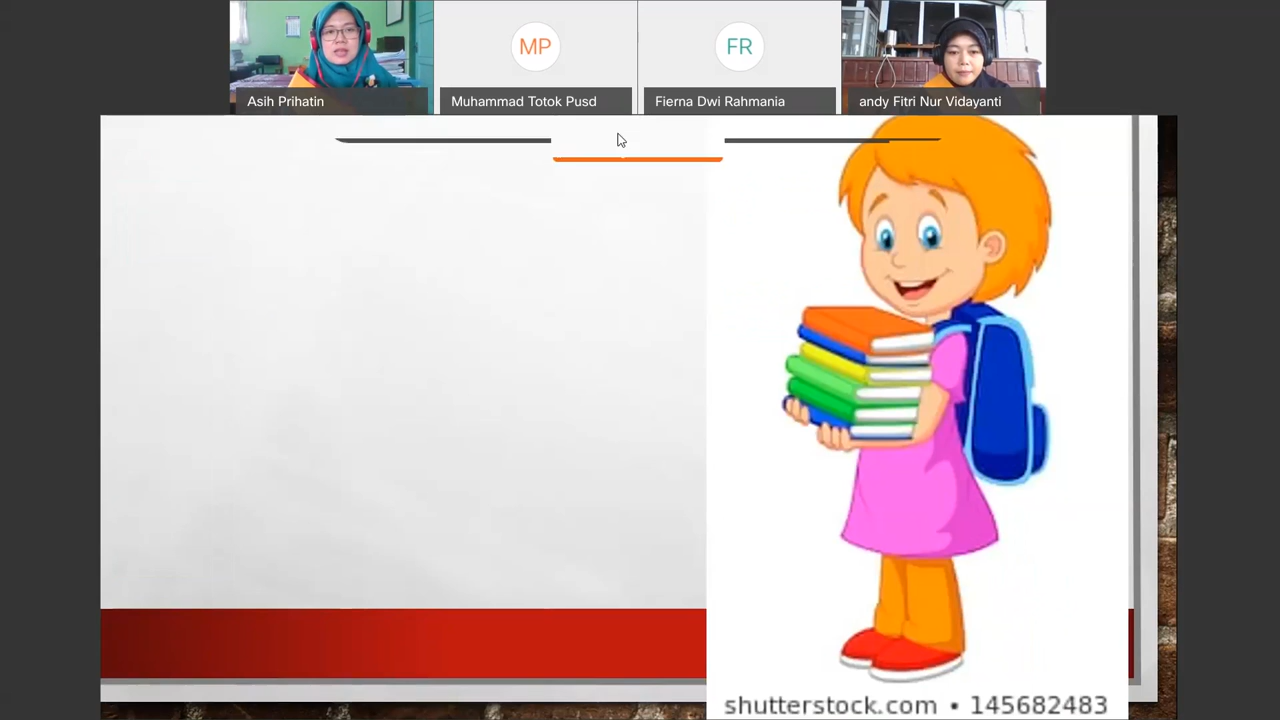 MP
FR
Asih Prihatin
Muhammad Totok Pusd
Fierna Dwi Rahmania
andy Fitri Nur Vidayanti
shutterstock.com • 145682483